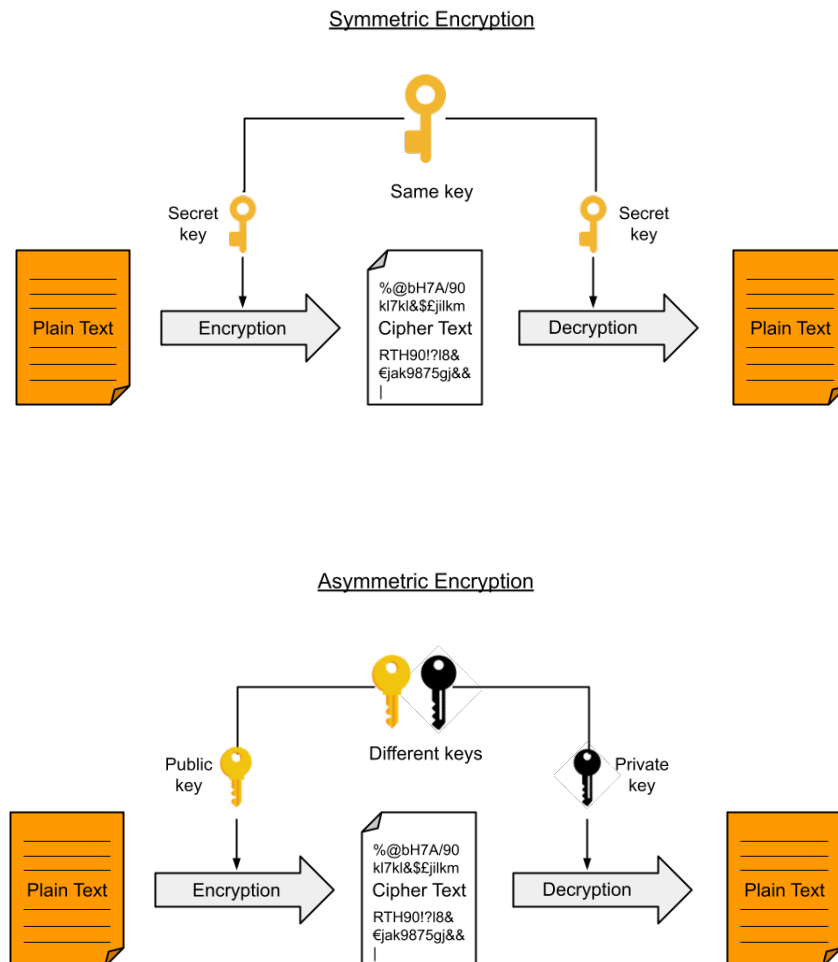 Symmetric Encryption
Same key
Secret
key
Secret
key
Plain Text
Encryption
%@bH7A/90
kl7kl&$£jilkm
Cipher Text
RTH90!?l8&
€jak9875gj&&
|
Decryption
Plain Text
Asymmetric Encryption
Different keys
Public
key
Private
key
Plain Text
Encryption
%@bH7A/90
kl7kl&$£jilkm
Cipher Text
RTH90!?l8&
€jak9875gj&&
|
Decryption
Plain Text